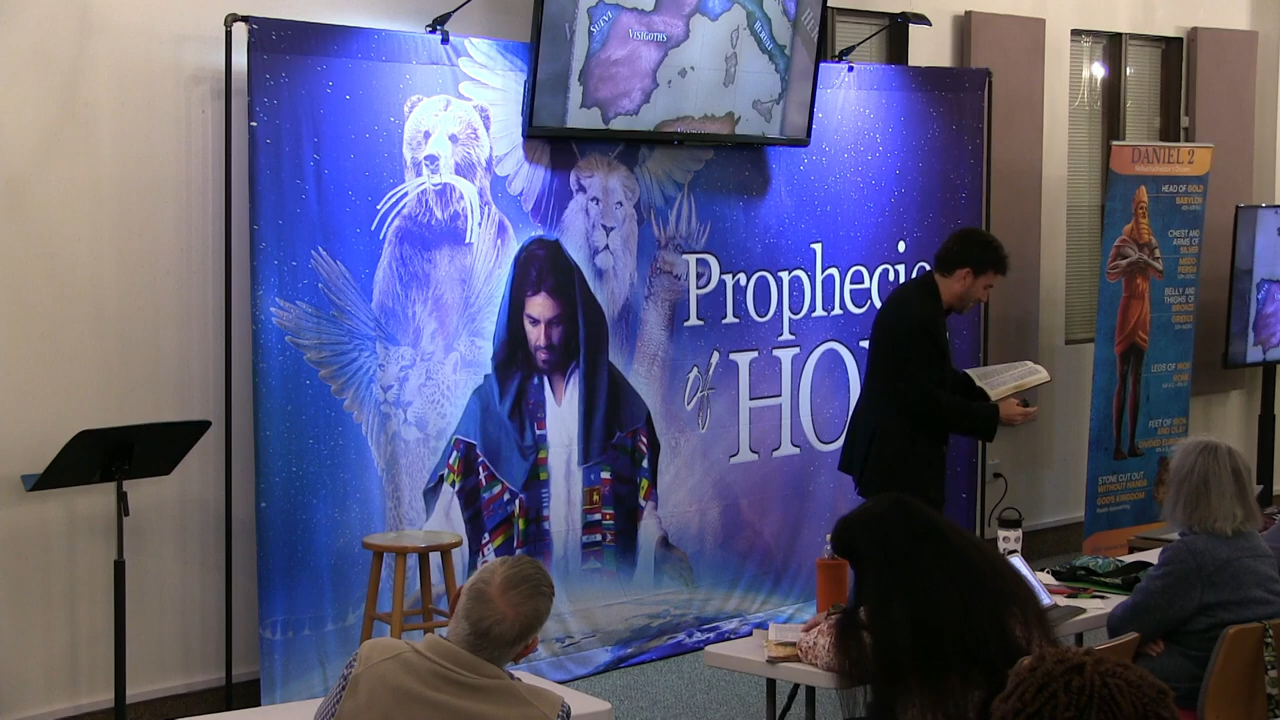 SUEVI
VISIGOTHS
HERULI
Prophecie
of HO
DANIEL 2
HEAD OF GOLD
BABYLON
CHEST AND
ARMS OF
SILVER
MEDO-
PERSIA
BELLY AND
THIGHS OF
BRONZE
GREECE
LEGS OF IRON
ROME
FEET OF IRON
AND CLAY
DIVIDED EUROPE
STONE CUT OUT
WITHOUT HANDS
GOD'S KINGDOM